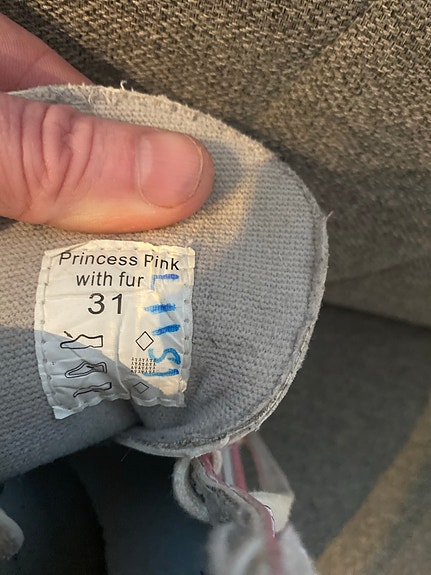 Princess Pink
with fur
31